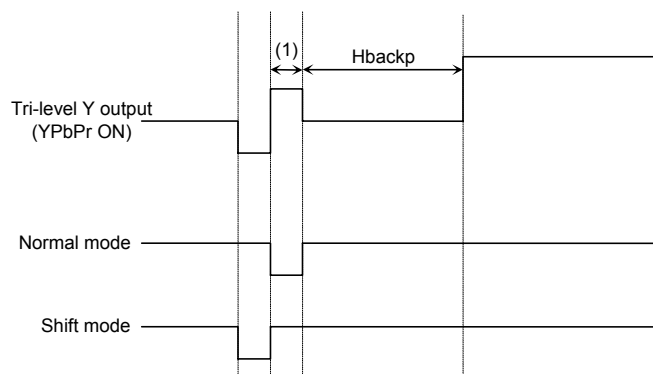 (1)
Hbackp
Tri-level Y output
(YPbPr ON)
Normal mode
Shift mode